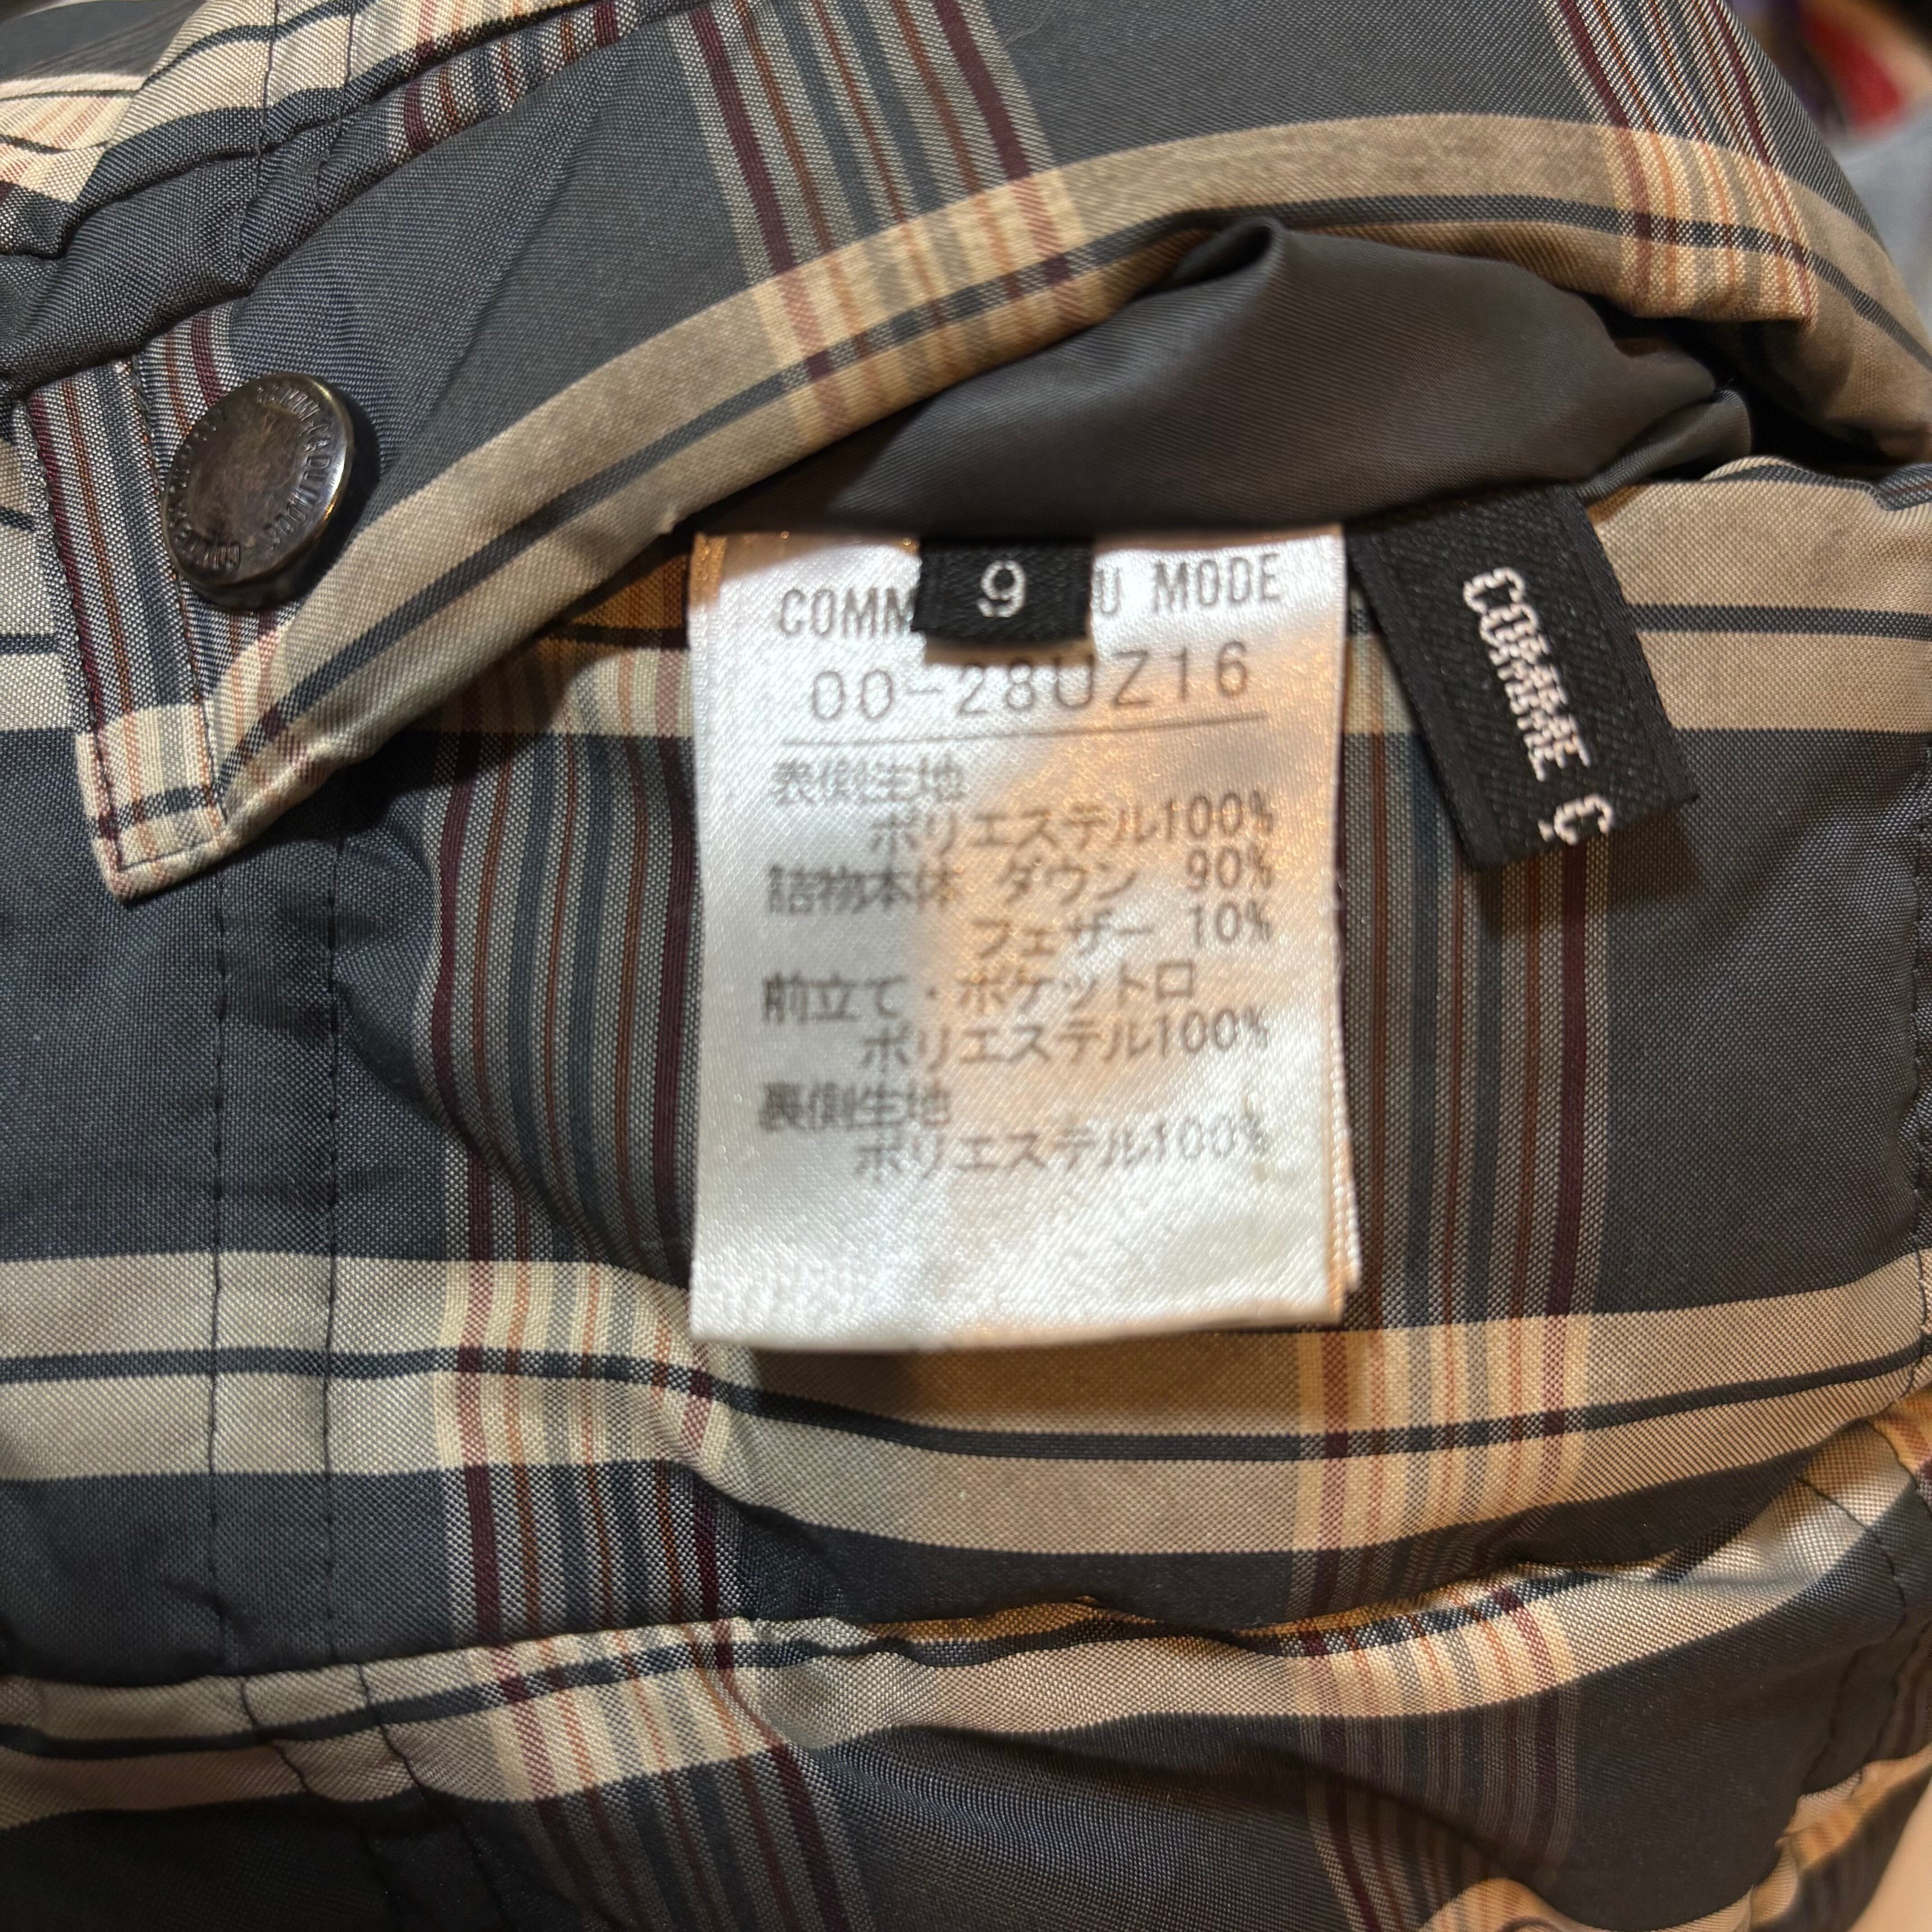 9
COMM U MODE
00-28UZ16
表側生地
ポリエステル100%
詰物本体 ダウン 90%
フェザー 10%
前立て・ポケット口
ポリエステル100%
裏側生地
ポリエステル100%
COMME C